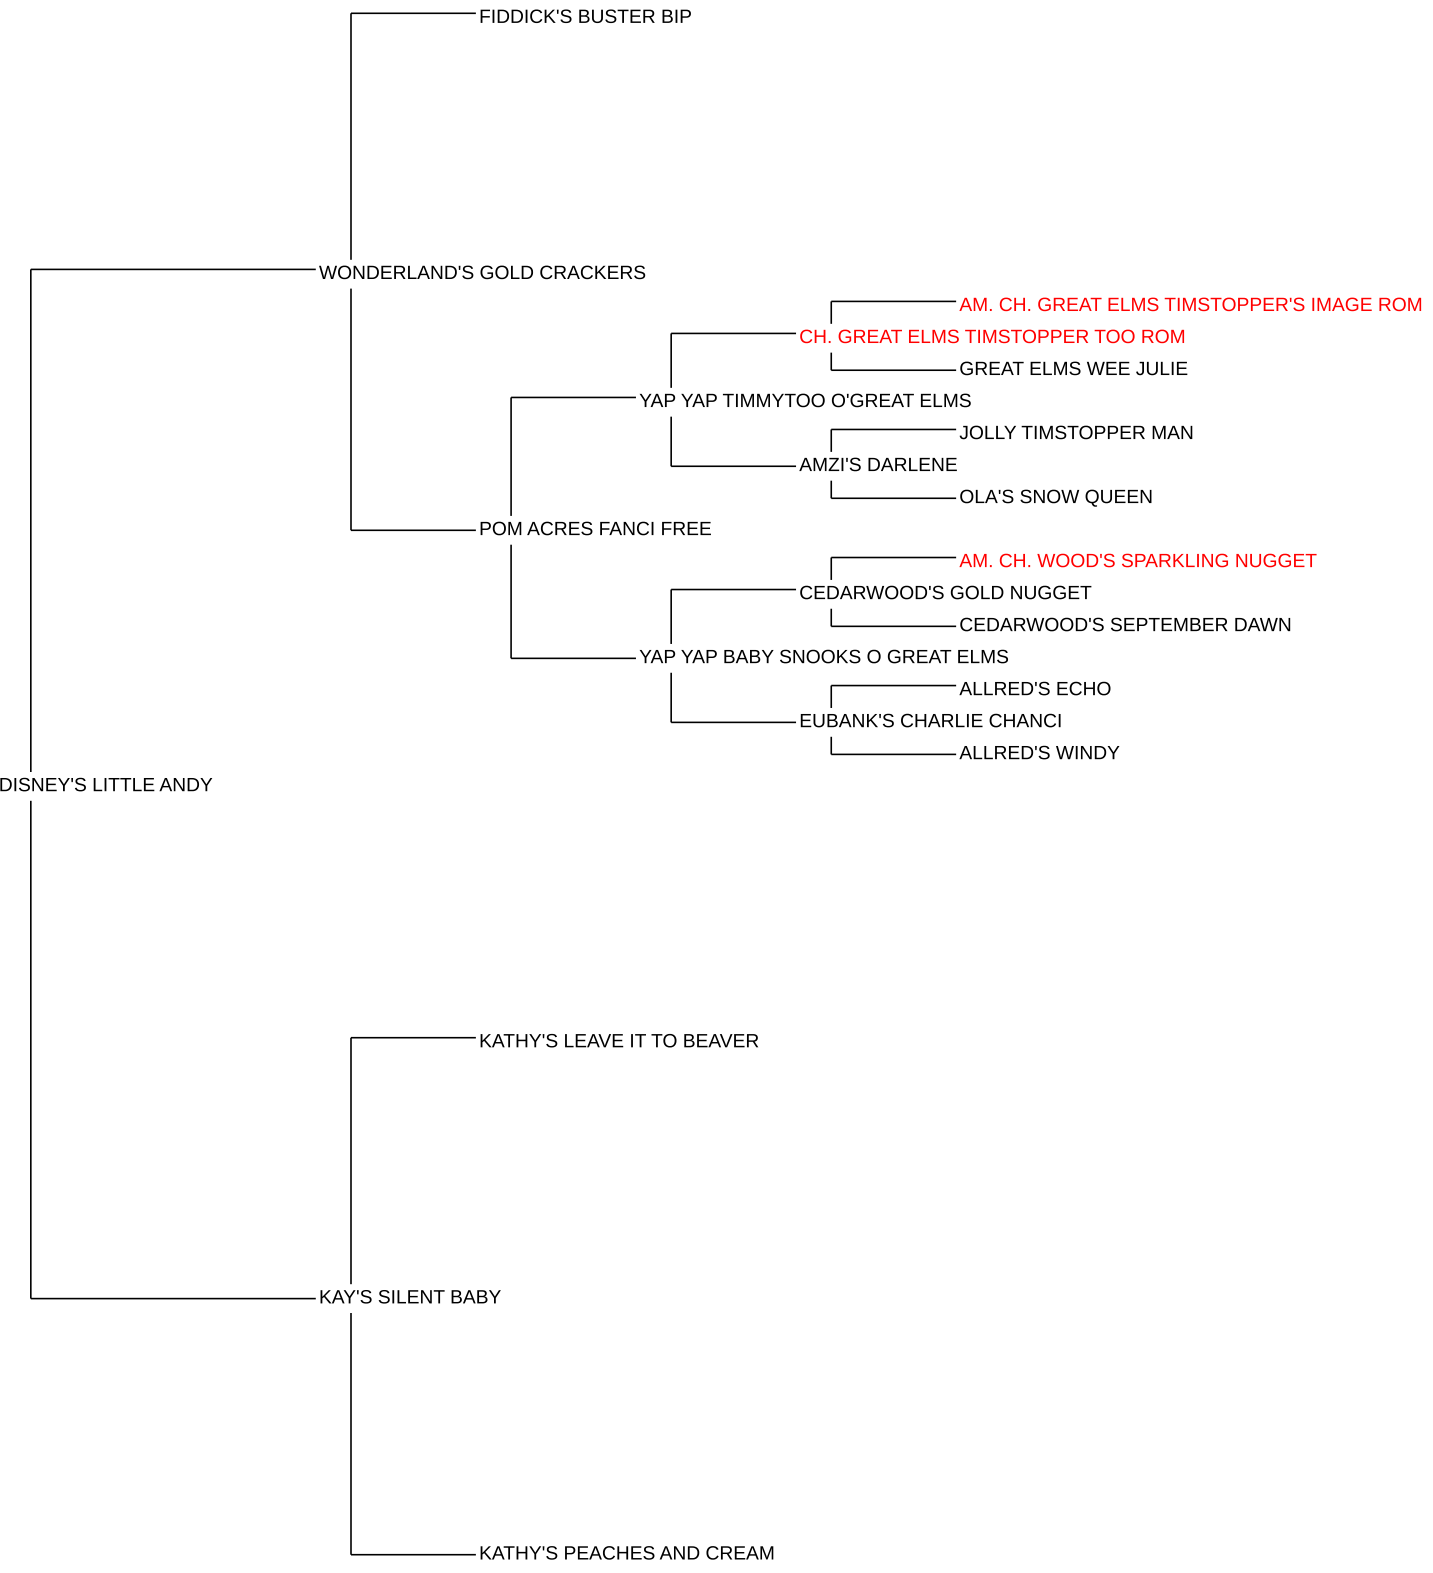 FIDDICK'S BUSTER BIP
WONDERLAND'S GOLD CRACKERS
AM. CH. GREAT ELMS TIMSTOPPER'S IMAGE ROM
CH. GREAT ELMS TIMSTOPPER TOO ROM
GREAT ELMS WEE JULIE
YAP YAP TIMMYTOO O'GREAT ELMS
JOLLY TIMSTOPPER MAN
AMZI'S DARLENE
OLA'S SNOW QUEEN
POM ACRES FANCI FREE
AM. CH. WOOD'S SPARKLING NUGGET
CEDARWOOD'S GOLD NUGGET
CEDARWOOD'S SEPTEMBER DAWN
YAP YAP BABY SNOOKS O GREAT ELMS
ALLRED'S ECHO
EUBANK'S CHARLIE CHANCI
ALLRED'S WINDY
DISNEY'S LITTLE ANDY
KATHY'S LEAVE IT TO BEAVER
KAY'S SILENT BABY
KATHY'S PEACHES AND CREAM